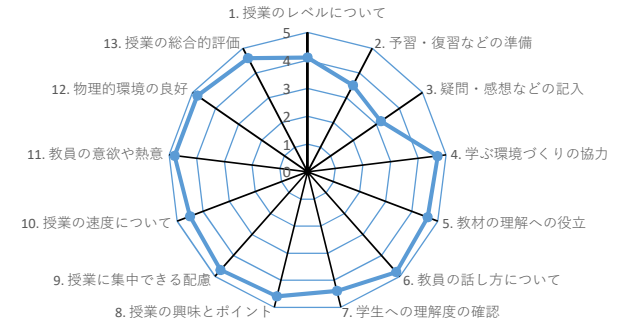 1. 授業のレベルについて
2. 予習・復習などの準備
3. 疑問・感想などの記入
4. 学ぶ環境づくりの協力
5. 教材の理解への役立
6. 教員の話し方について
7. 学生への理解度の確認
8. 授業の興味とポイント
9. 授業に集中できる配慮
10. 授業の速度について
11. 教員の意欲や熱意
12. 物理的環境の良好
13. 授業の総合的評価
5
4
3
2
1
0